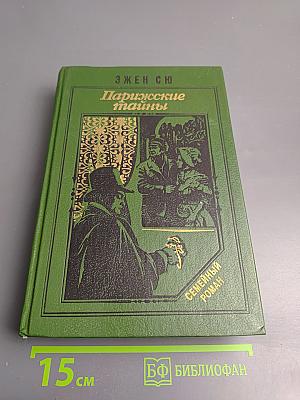 ЭЖЕН СЮ
Парижские
тайны
СЕМЕЙНЫЙ
РОМАН
15 см
БФ БИБЛИОФАН